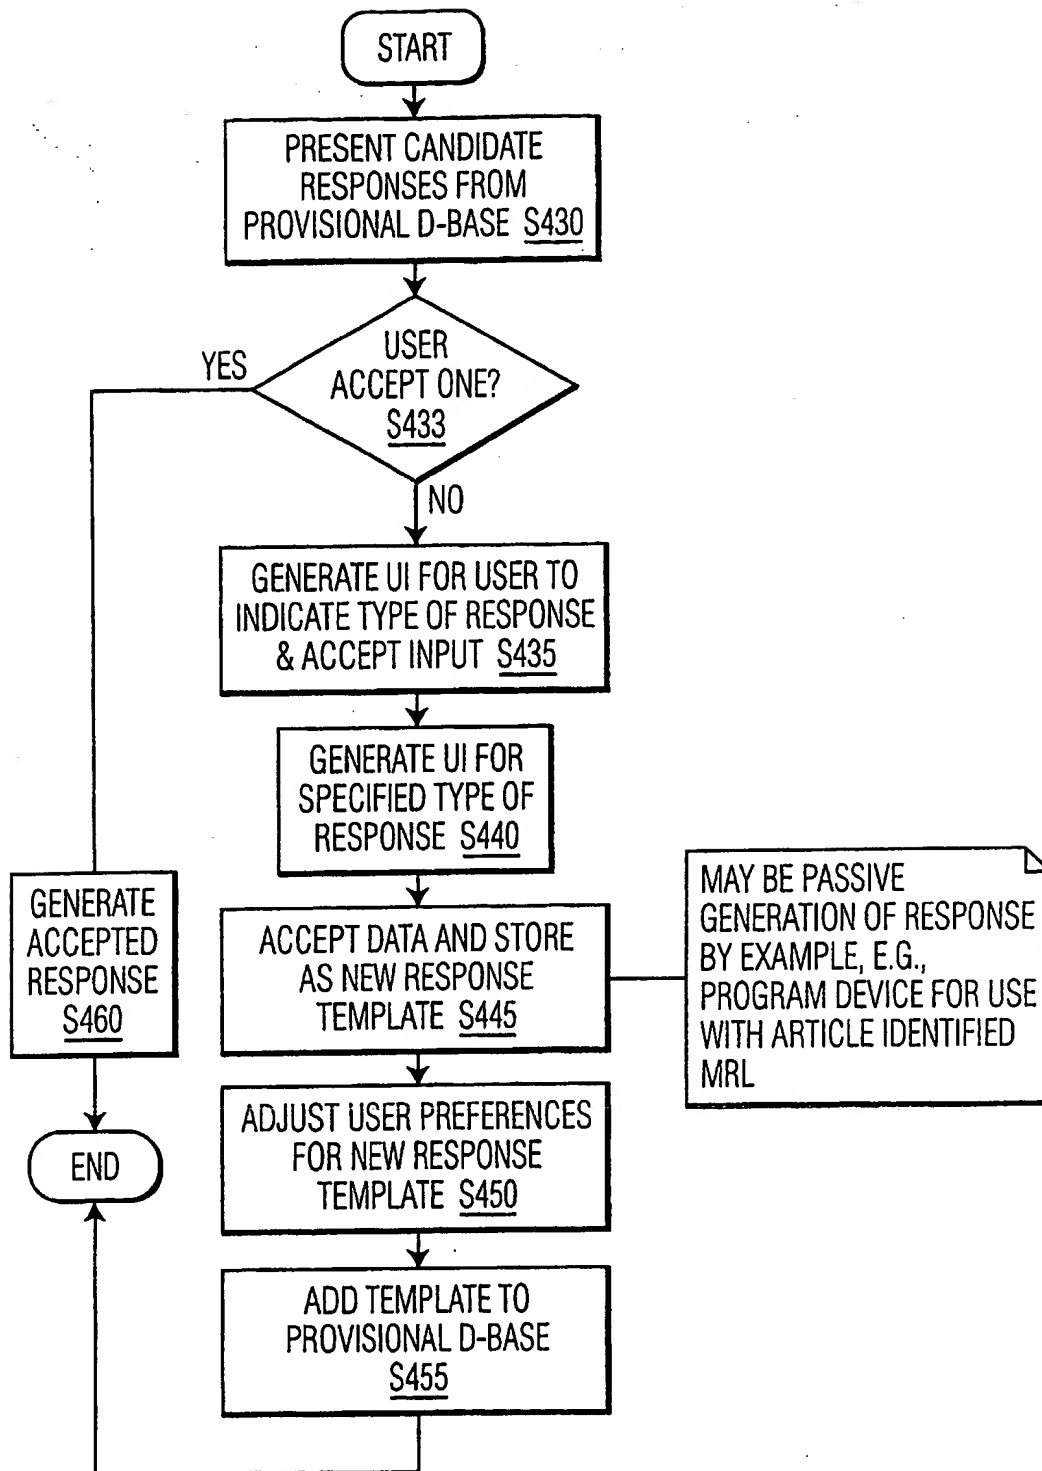 START
PRESENT CANDIDATE
RESPONSES FROM
PROVISIONAL D-BASE S430
USER
ACCEPT ONE?
S433
YES
NO
GENERATE UI FOR USER TO
INDICATE TYPE OF RESPONSE
& ACCEPT INPUT S435
GENERATE UI FOR
SPECIFIED TYPE OF
RESPONSE S440
GENERATE
ACCEPTED
RESPONSE
S460
ACCEPT DATA AND STORE
AS NEW RESPONSE
TEMPLATE S445
MAY BE PASSIVE
GENERATION OF RESPONSE
BY EXAMPLE, E.G.,
PROGRAM DEVICE FOR USE
WITH ARTICLE IDENTIFIED
MRL
ADJUST USER PREFERENCES
FOR NEW RESPONSE
TEMPLATE S450
END
ADD TEMPLATE TO
PROVISIONAL D-BASE
S455